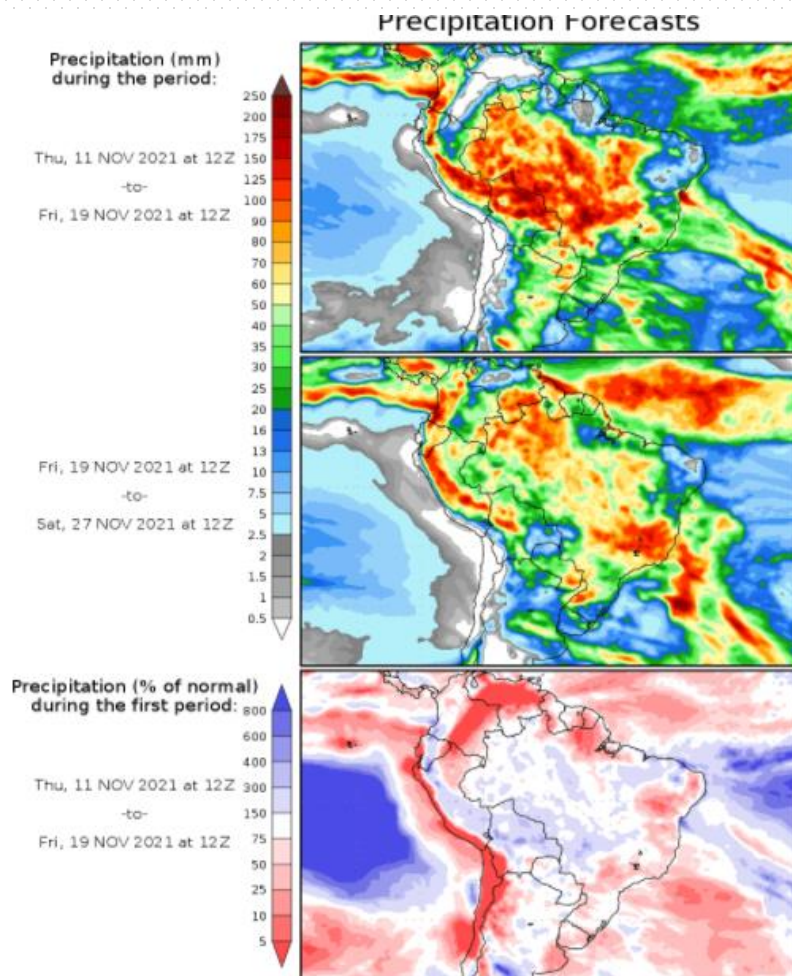 Precipitation Forecasts
Precipitation (mm)
during the period:
Thu, 11 NOV 2021 at 12Z
-to-
Fri, 19 NOV 2021 at 12Z
250
200
175
150
125
100
90
80
70
60
50
40
35
30
25
20
16
13
10
7.5
5
2.5
2
1.5
1
0.5
Fri, 19 NOV 2021 at 12Z
-to-
Sat, 27 NOV 2021 at 12Z
Precipitation (% of normal)
during the first period:
Thu, 11 NOV 2021 at 12Z
-to-
Fri, 19 NOV 2021 at 12Z
800
600
400
300
150
75
50
25
10
5